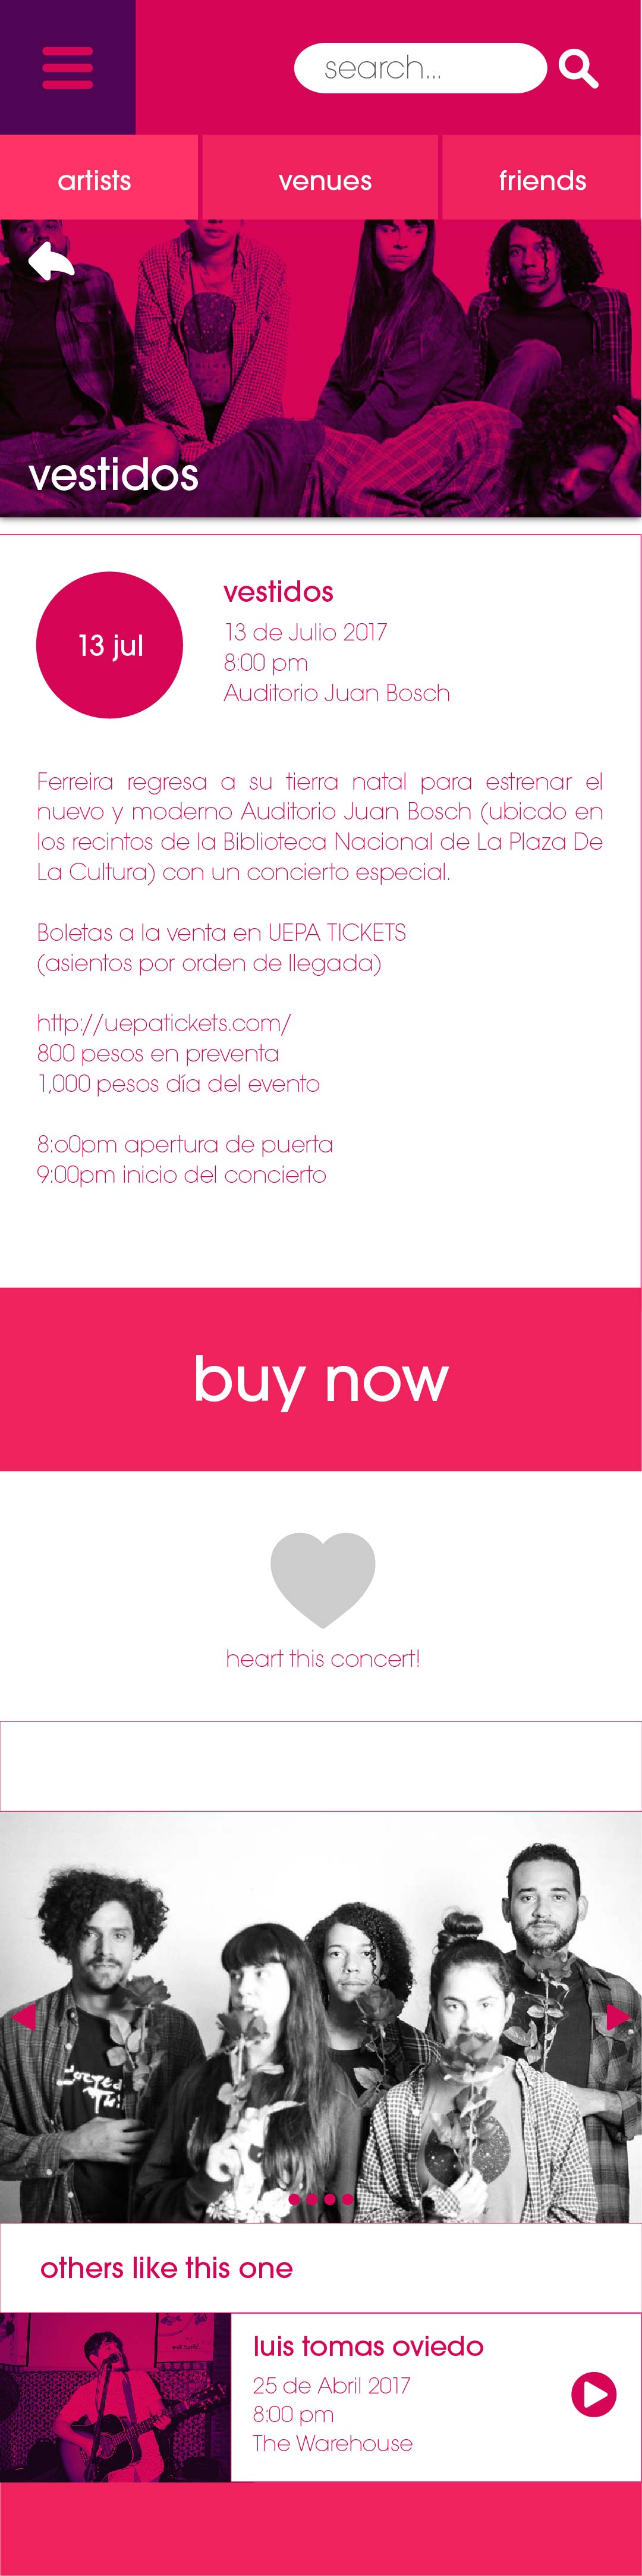 search...
artists
venues
friends
vestidos
13 jul
vestidos
13 de Julio 2017
8:00 pm
Auditorio Juan Bosch
Ferreira regresa a su tierra natal para estrenar el
nuevo y moderno Auditorio Juan Bosch (ubicdo en
los recintos de la Biblioteca Nacional de La Plaza De
La Cultura) con un concierto especial.
Boletas a la venta en UEPA TICKETS
(asientos por orden de llegada)
http://uepatickets.com/
800 pesos en preventa
1,000 pesos día del evento
8:o0pm apertura de puerta
9:00pm inicio del concierto
buy now
heart this concert!
others like this one
luis tomas oviedo
25 de Abril 2017
8:00 pm
The Warehouse